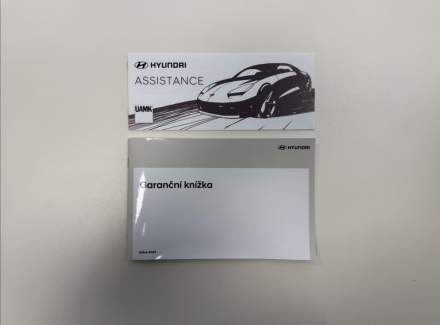 HYUNDAI
ASSISTANCE
UAMK
HYUNDAI
Garanční knížka